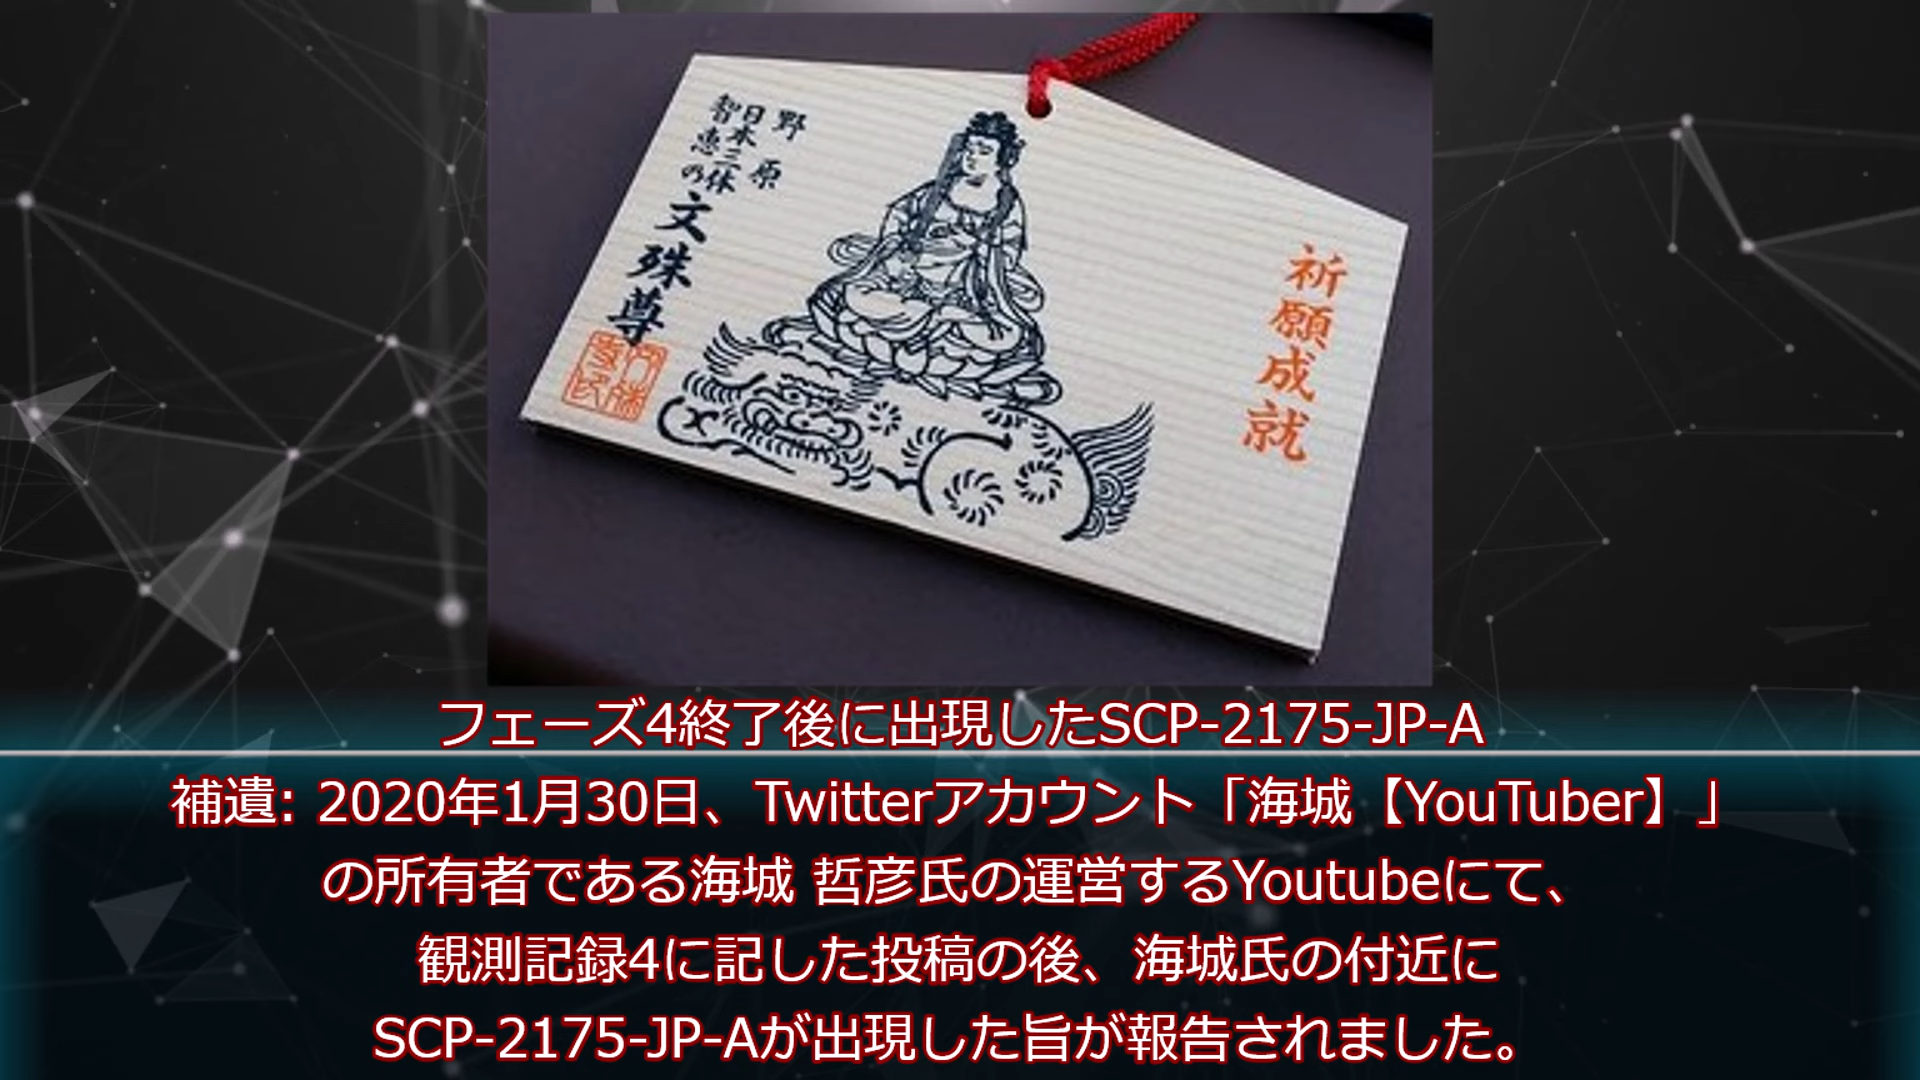 野原
日本三体
智恵の文殊尊
祈願成就
フェーズ4終了後に出現したSCP-2175-JP-A
補遺: 2020年1月30日、Twitterアカウント「海城【YouTuber】」
の所有者である海城 哲彦氏の運営するYoutubeにて、
観測記録4に記した投稿の後、海城氏の付近に
SCP-2175-JP-Aが出現した旨が報告されました。